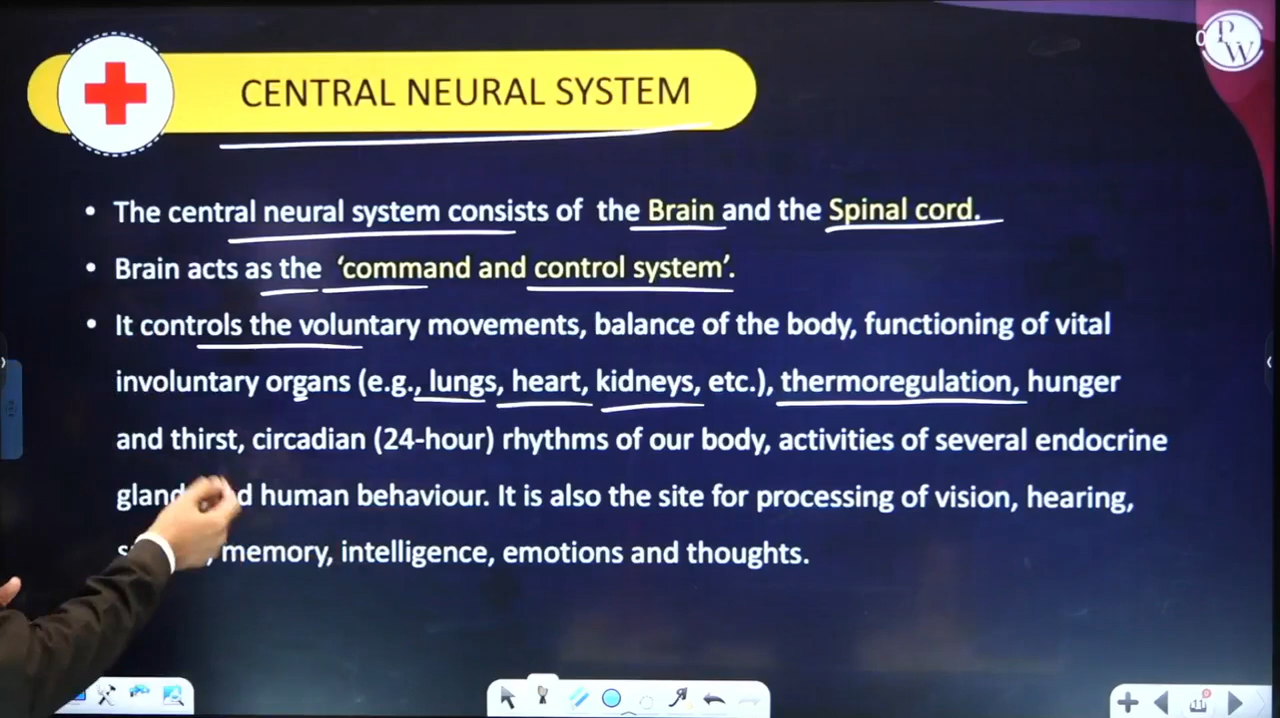 PW
CENTRAL NEURAL SYSTEM
• The central neural system consists of the Brain and the Spinal cord.
• Brain acts as the ‘command and control system’.
• It controls the voluntary movements, balance of the body, functioning of vital
involuntary organs (e.g., lungs, heart, kidneys, etc.), thermoregulation, hunger
and thirst, circadian (24-hour) rhythms of our body, activities of several endocrine
human behaviour. It is also the site for processing of vision, hearing,
memory, intelligence, emotions and thoughts.